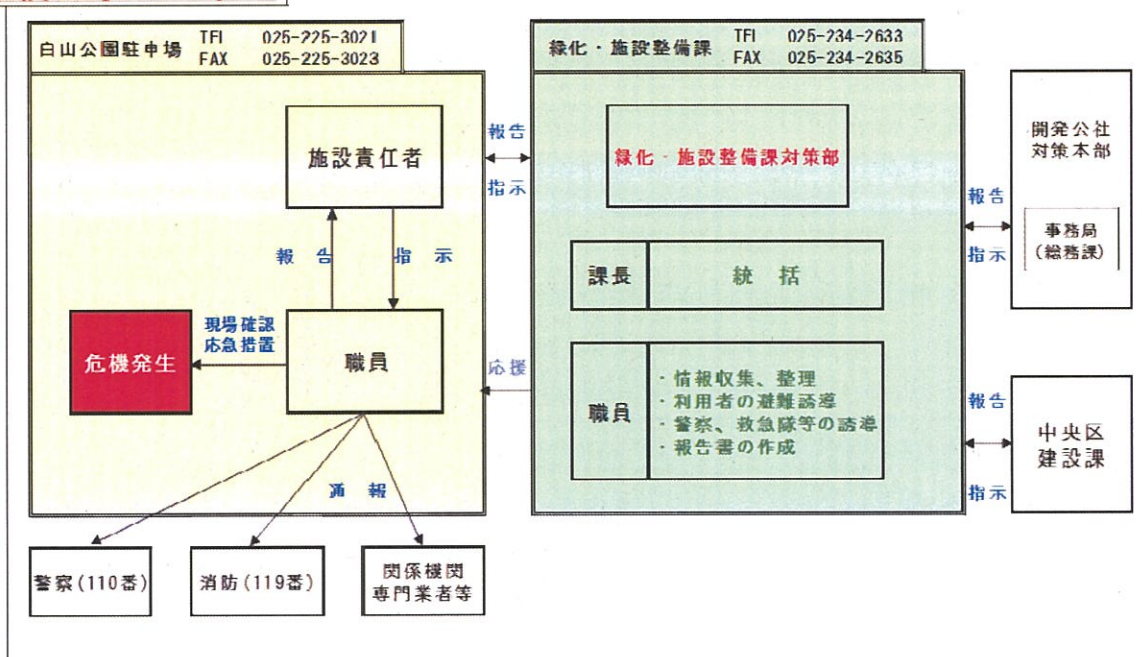 白山公園駐車場 TEL 025-225-3021
FAX 025-225-3023
施設責任者
報告
指示
危機発生
現場確認
応急措置
職員
通報
警察(110番)
消防(119番)
関係機関
専門業者等
報告
指示
応援
緑化・施設整備課 TEL 025-234-2633
FAX 025-234-2635
緑化・施設整備課対策部
課長
統括
職員
・情報収集、整理
・利用者の避難誘導
・警察、救急隊等の誘導
・報告書の作成
報告
指示
開発公社
対策本部
事務局
(総務課)
報告
指示
中央区
建設課